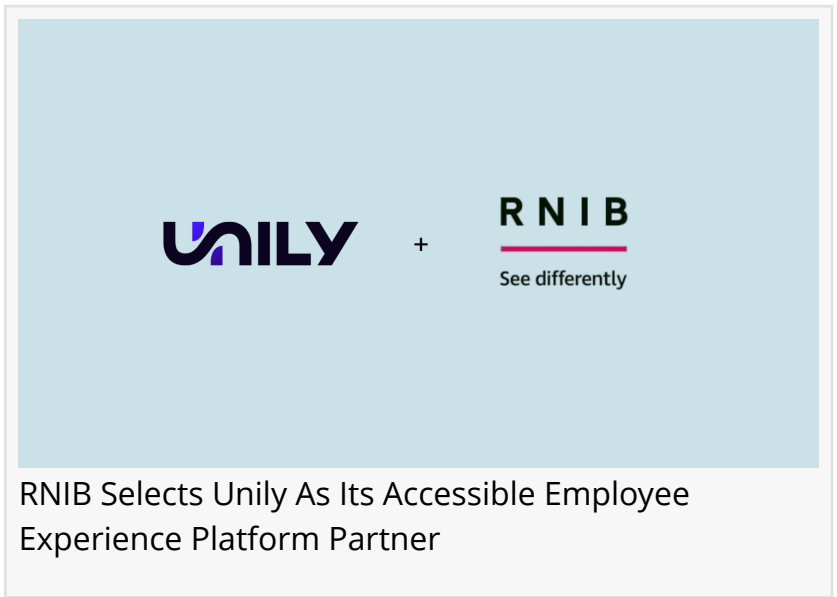 UNILY + RNIB
See differently
RNIB Selects Unily As Its Accessible Employee
Experience Platform Partner